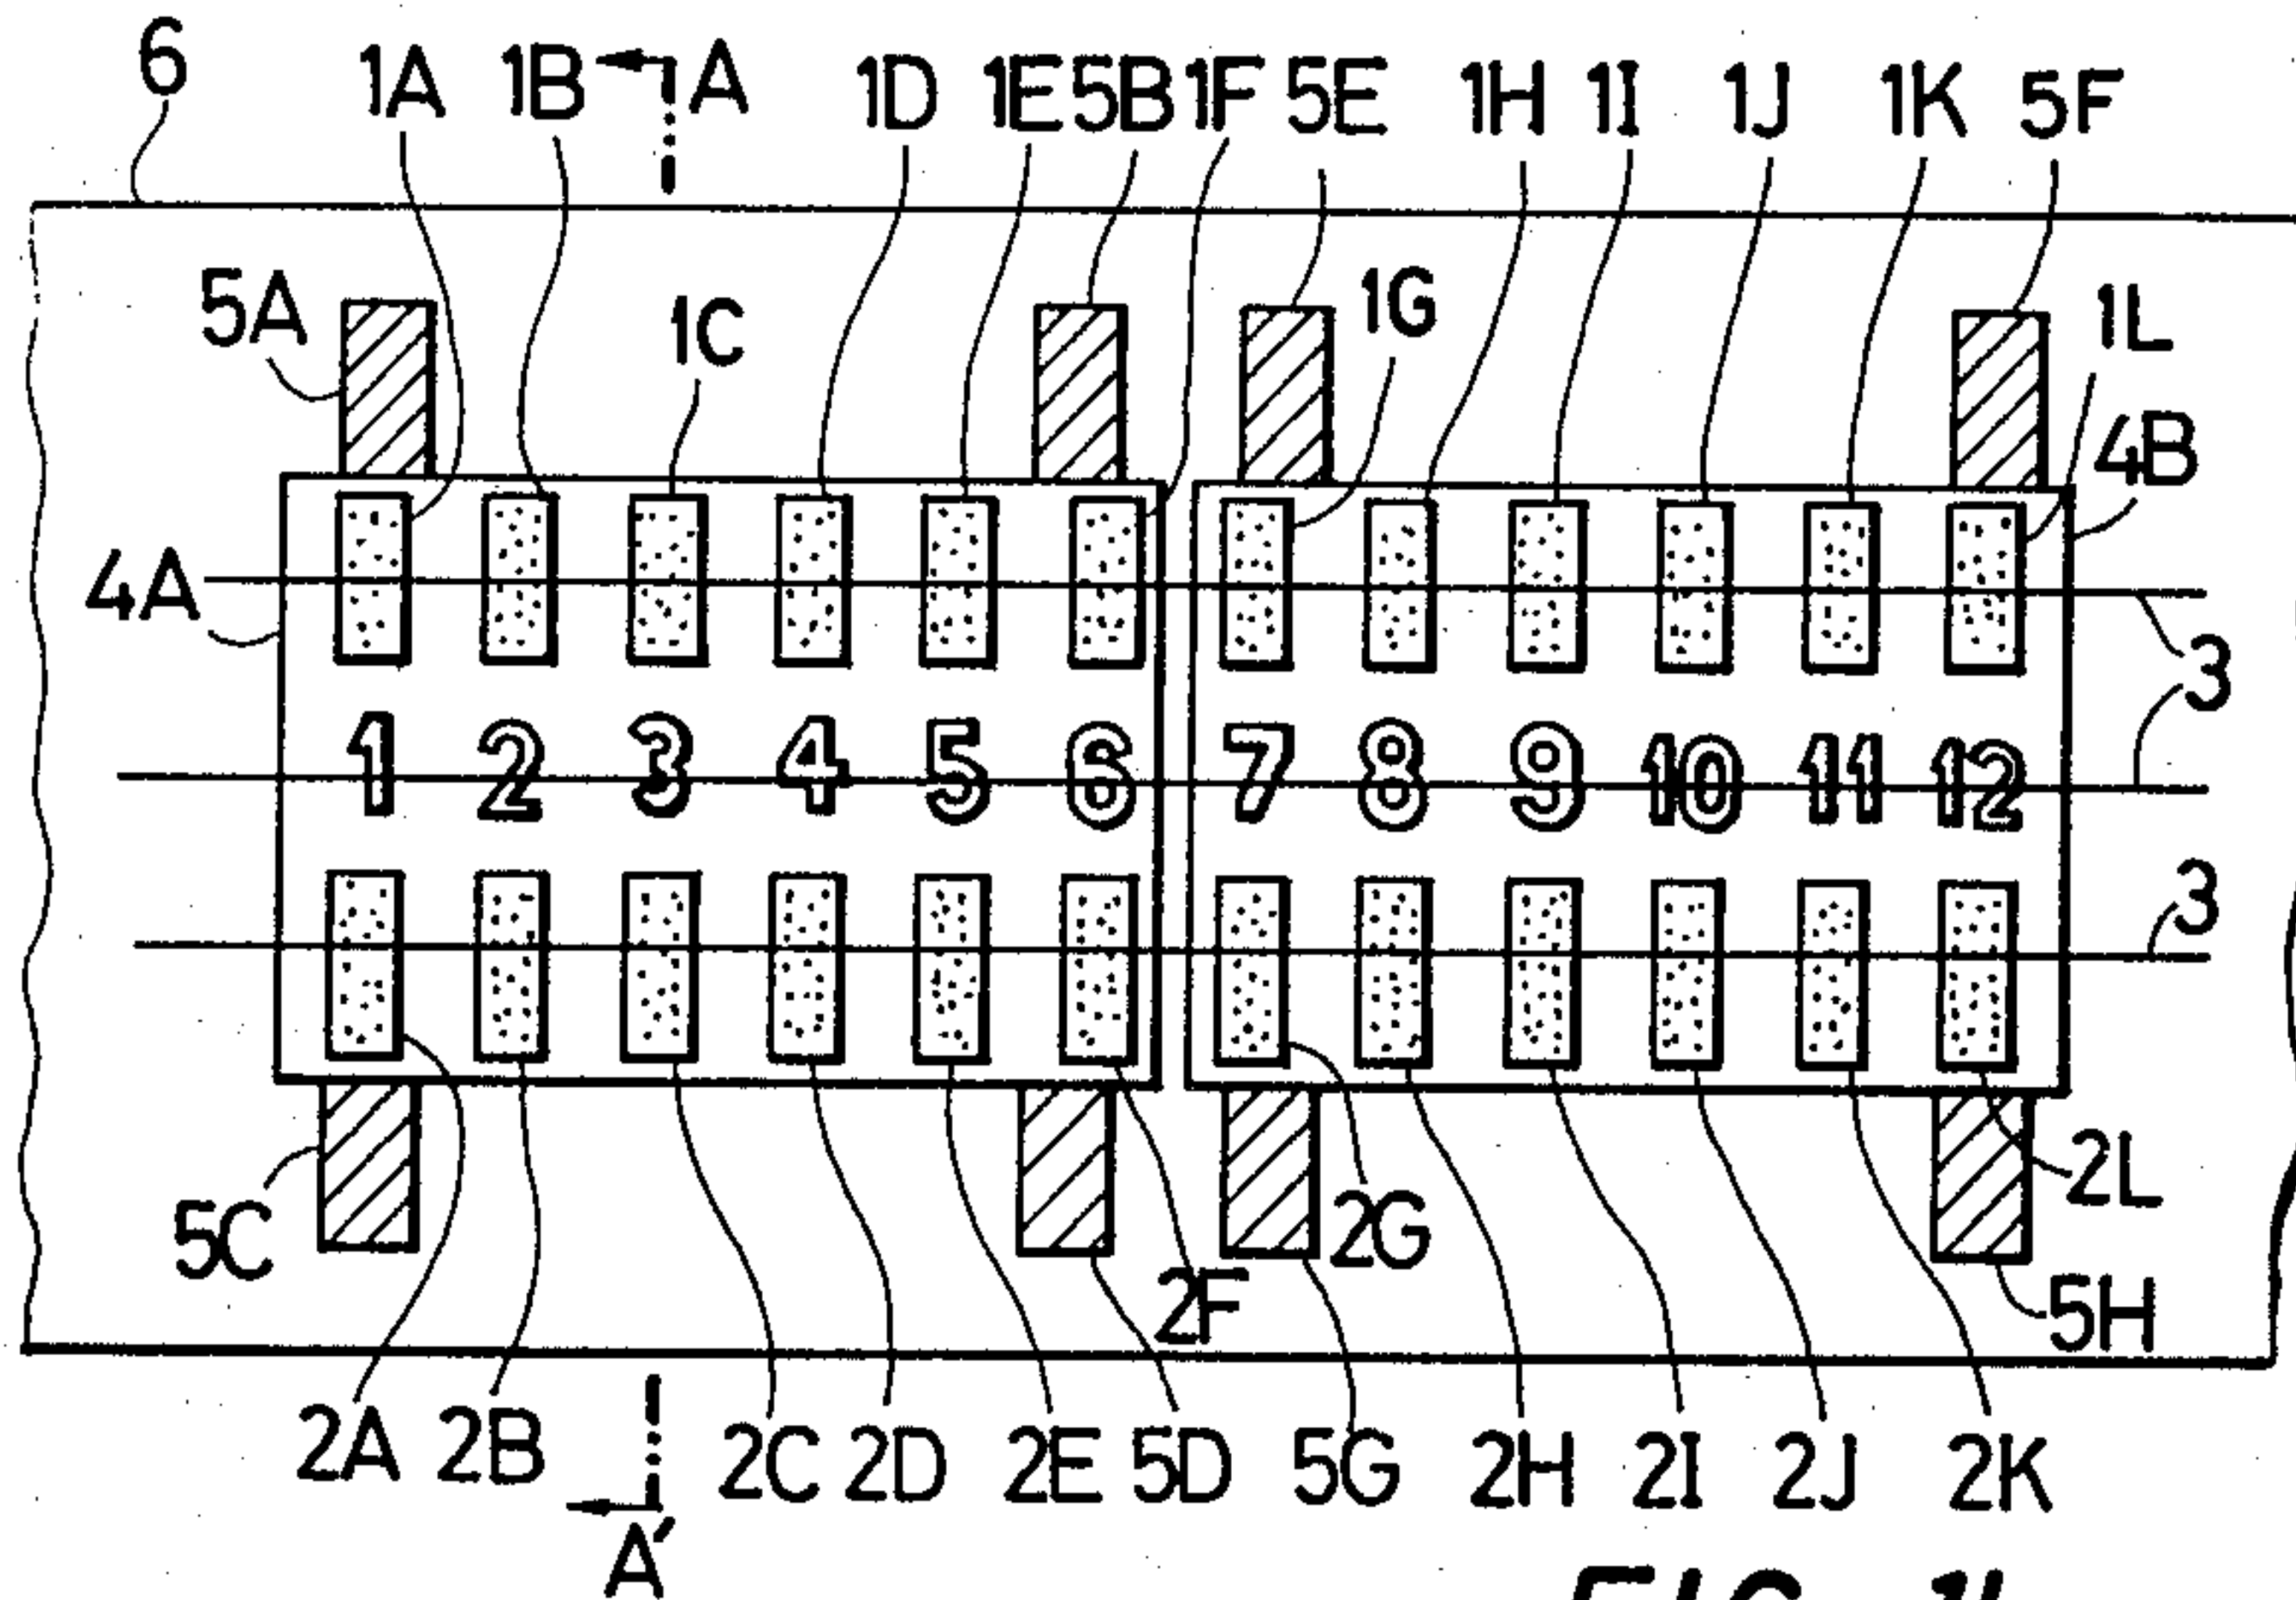 6 1A 1B A 1D 1E 5B 1F 5E 1H 1I 1J 1K 5F
5A 1C 1G 1L
4B
4A
3
1 2 3 4 5 6 7 8 9 10 11 12
3
5C 2G 2L
2F 5H
2A 2B 2C 2D 2E 5D 5G 2H 2I 2J 2K
A'